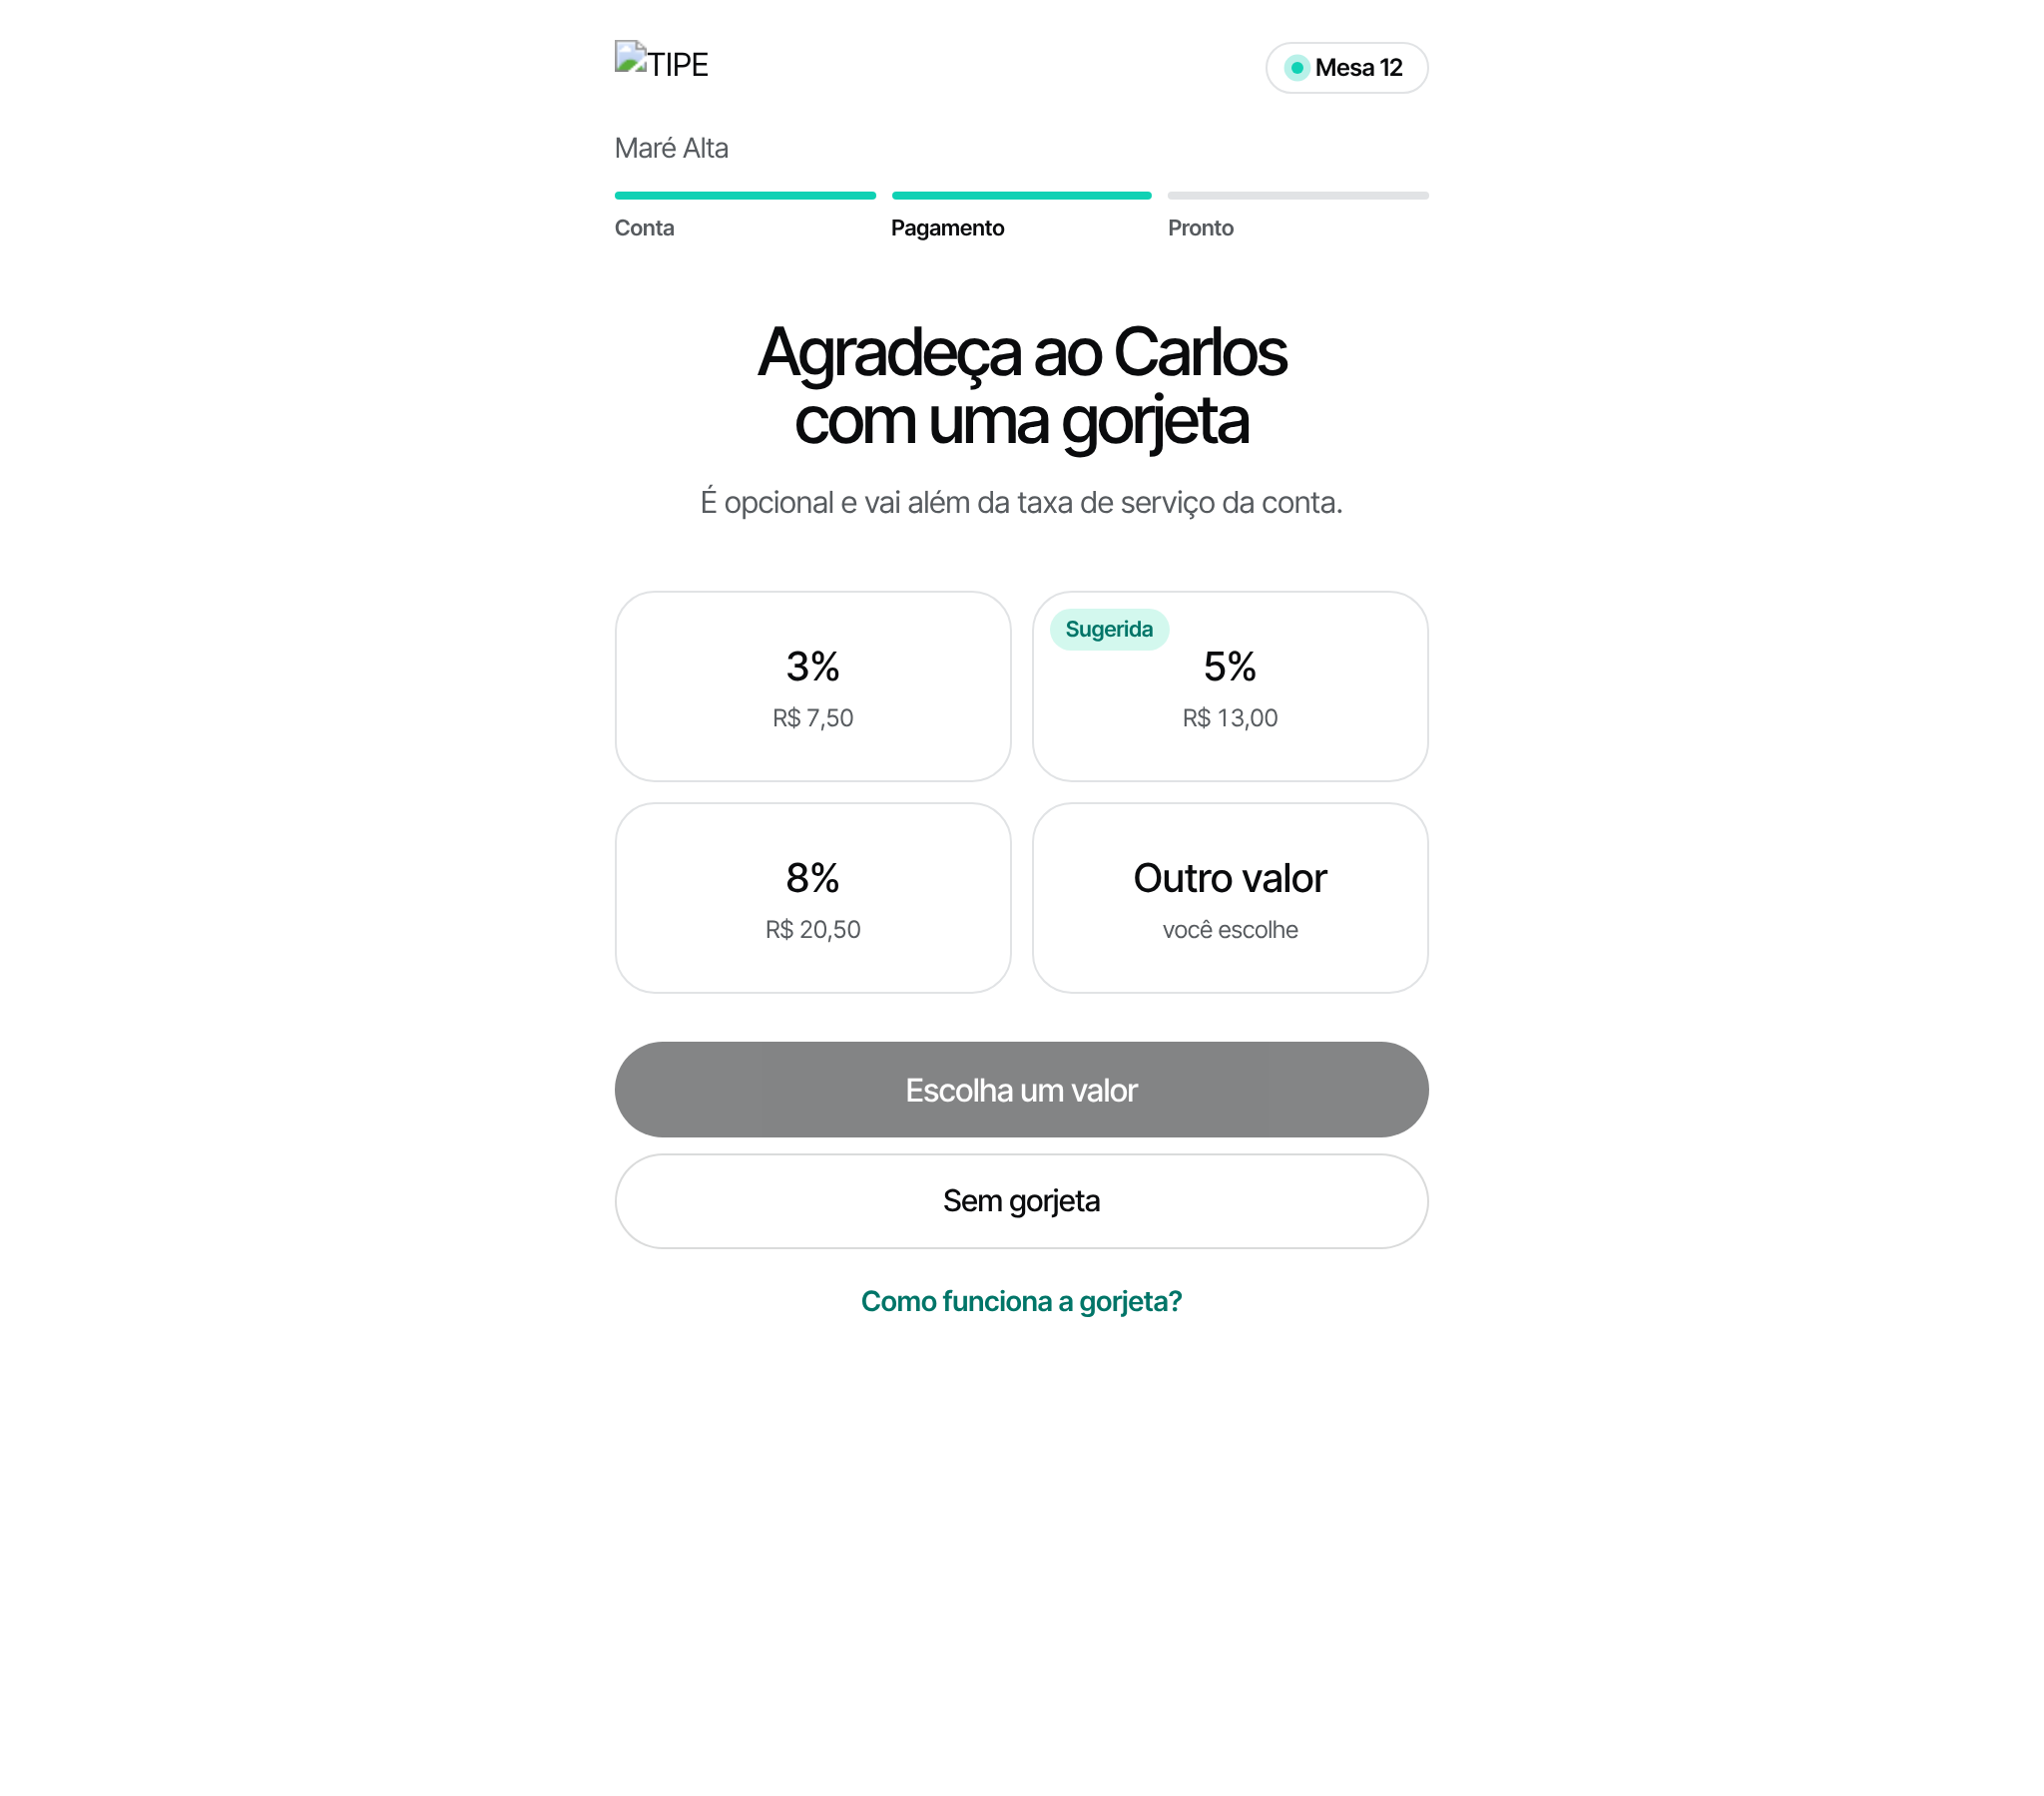 TIPE
Mesa 12
Maré Alta
Conta
Pagamento
Pronto
Agradeça ao Carlos
com uma gorjeta
É opcional e vai além da taxa de serviço da conta.
3%
R$ 7,50
Sugerida
5%
R$ 13,00
8%
R$ 20,50
Outro valor
você escolhe
Escolha um valor
Sem gorjeta
Como funciona a gorjeta?